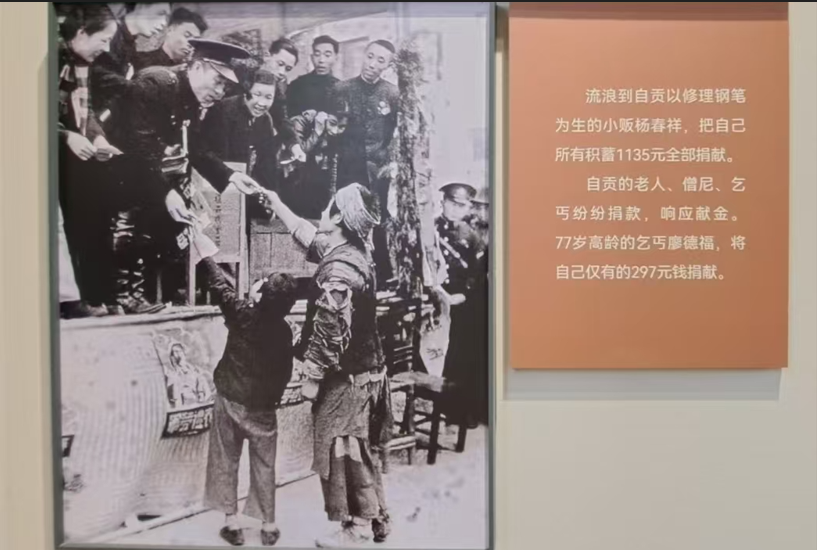 流浪到自贡以修理钢笔
为生的小贩杨春祥，把自己
所有积蓄1135元全部捐献。
自贡的老人、僧尼、乞
丐纷纷捐款，响应献金。
77岁高龄的乞丐廖德福，将
自己仅有的297元钱捐献。